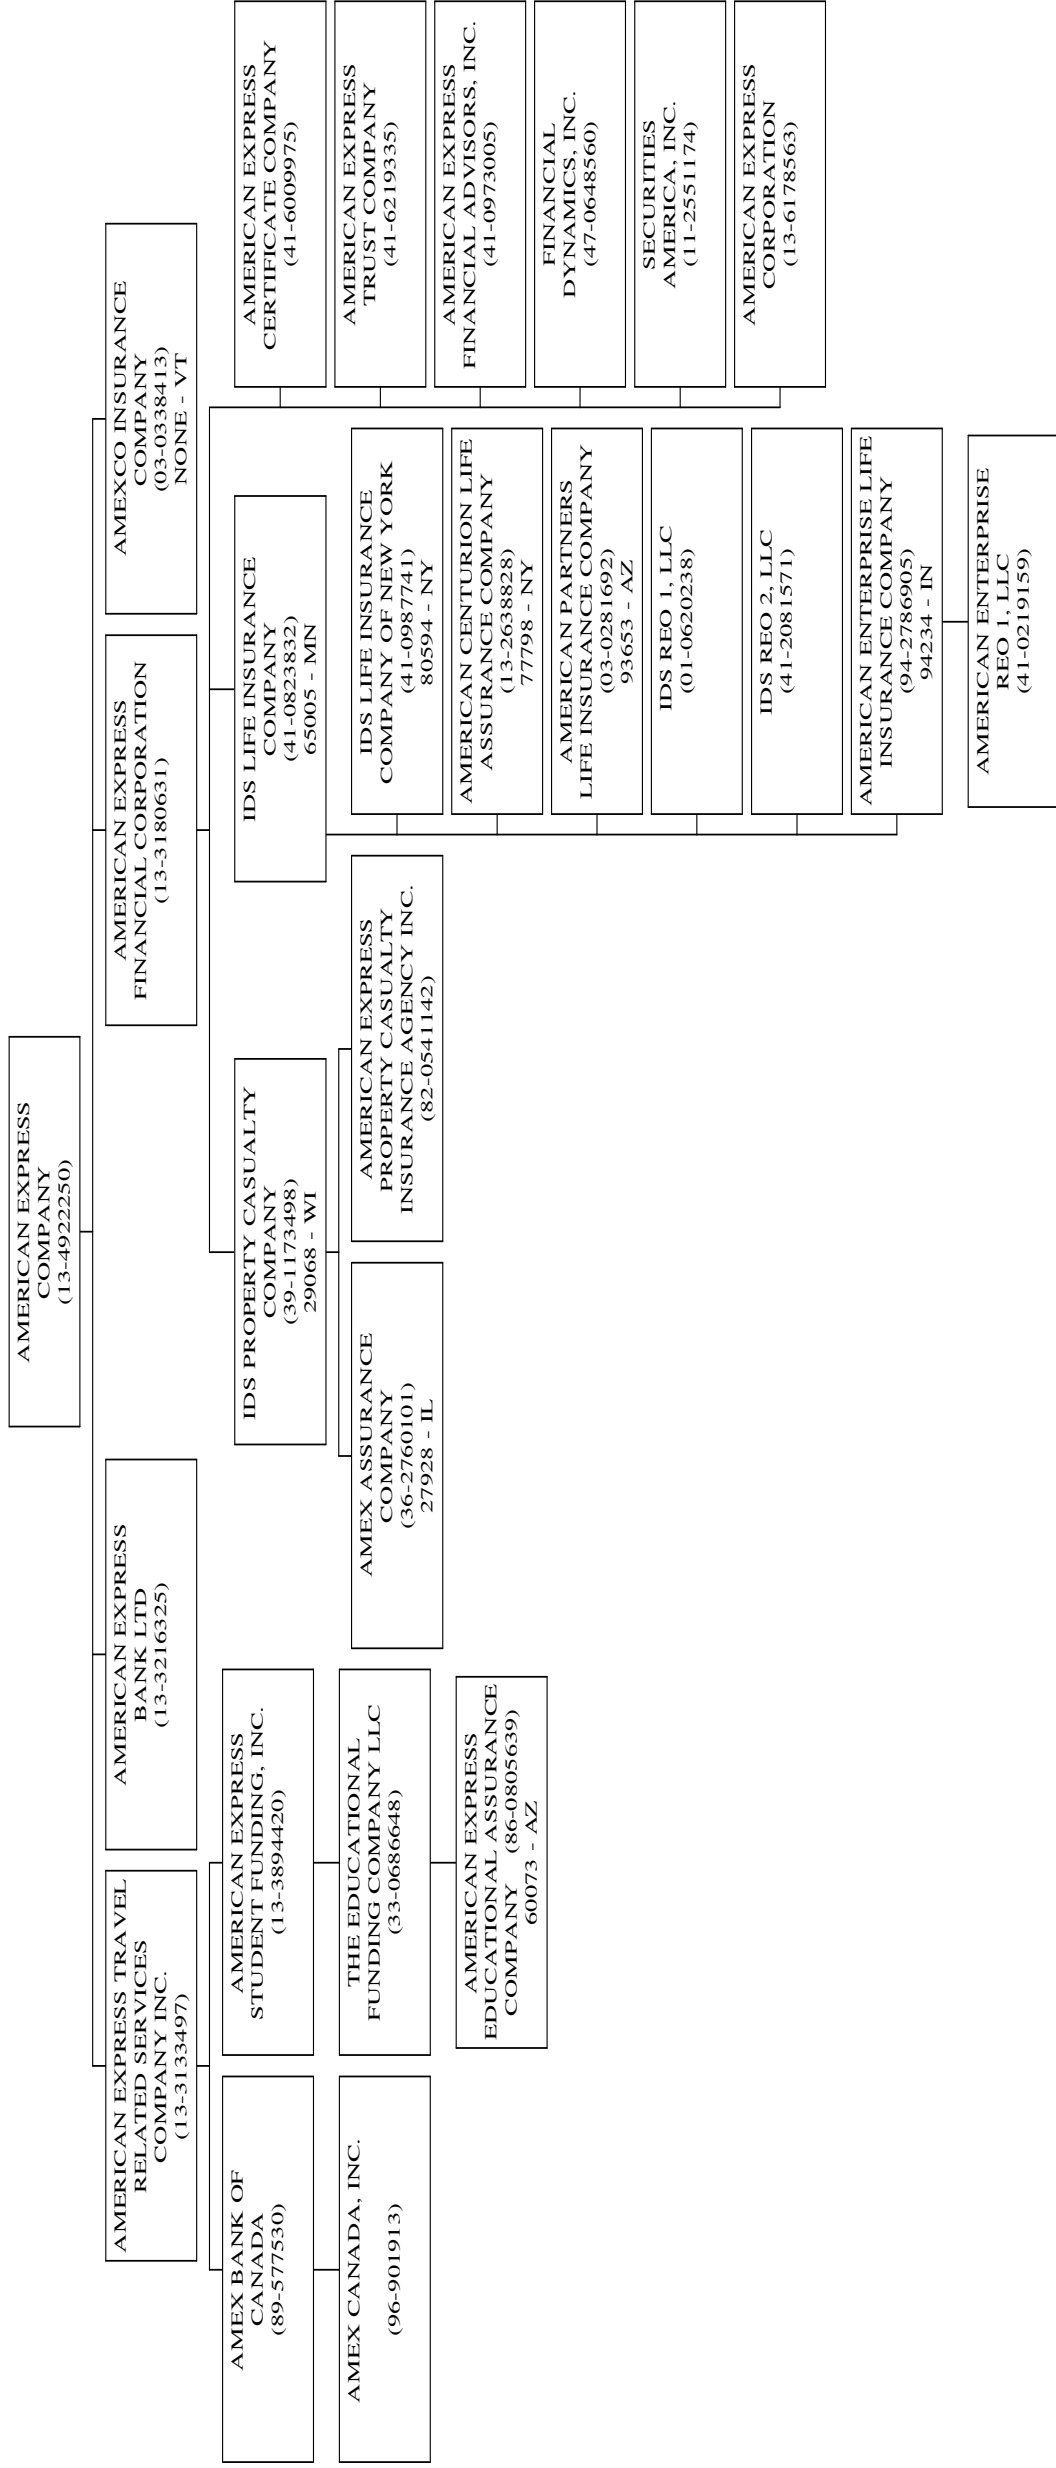 AMERICAN EXPRESS
COMPANY
(13-4922250)
AMERICAN EXPRESS TRAVEL
RELATED SERVICES
COMPANY INC.
(13-3133497)
AMERICAN EXPRESS
BANK LTD
(13-3216325)
AMERICAN EXPRESS
FINANCIAL CORPORATION
(13-3180631)
AMEXCO INSURANCE
COMPANY
(03-0338413)
NONE - VT
AMEX BANK OF
CANADA
(89-577530)
AMERICAN EXPRESS
STUDENT FUNDING, INC.
(13-3894420)
AMEX CANADA, INC.
(96-901913)
THE EDUCATIONAL
FUNDING COMPANY LLC
(33-0686648)
AMERICAN EXPRESS
EDUCATIONAL ASSURANCE
COMPANY (86-0805639)
60073 - AZ
IDS PROPERTY CASUALTY
COMPANY
(39-1173498)
29068 - WI
AMEX ASSURANCE
COMPANY
(36-2760101)
27928 - IL
AMERICAN EXPRESS
PROPERTY CASUALTY
INSURANCE AGENCY INC.
(82-0541142)
IDS LIFE INSURANCE
COMPANY
(41-0823832)
65005 - MN
IDS LIFE INSURANCE
COMPANY OF NEW YORK
(41-0987741)
80594 - NY
AMERICAN CENTURION LIFE
ASSURANCE COMPANY
(13-2638828)
77798 - NY
AMERICAN PARTNERS
LIFE INSURANCE COMPANY
(03-0281692)
93653 - AZ
IDS REO 1, LLC
(01-0620238)
IDS REO 2, LLC
(41-2081571)
AMERICAN ENTERPRISE LIFE
INSURANCE COMPANY
(94-2786905)
94234 - IN
AMERICAN ENTERPRISE
REO 1, LLC
(41-0219159)
AMERICAN EXPRESS
CERTIFICATE COMPANY
(41-6009975)
AMERICAN EXPRESS
TRUST COMPANY
(41-6219335)
AMERICAN EXPRESS
FINANCIAL ADVISORS, INC.
(41-0973005)
FINANCIAL
DYNAMICS, INC.
(47-0648560)
SECURITIES
AMERICA, INC.
(11-2551174)
AMERICAN EXPRESS
CORPORATION
(13-6178563)